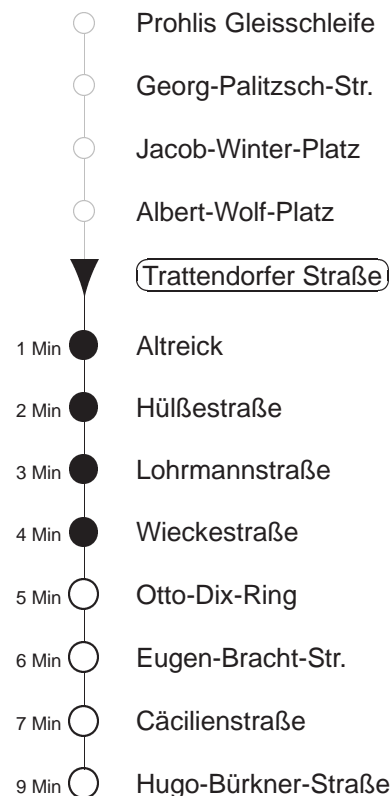 Prohlis Gleisschleife
Georg-Palitzsch-Str.
Jacob-Winter-Platz
Albert-Wolf-Platz
Trattendorfer Straße
1 Min Altreick
2 Min Hülßestraße
3 Min Lohrmannstraße
4 Min Wieckestraße
5 Min Otto-Dix-Ring
6 Min Eugen-Bracht-Str.
7 Min Cäcilienstraße
9 Min Hugo-Bürkner-Straße